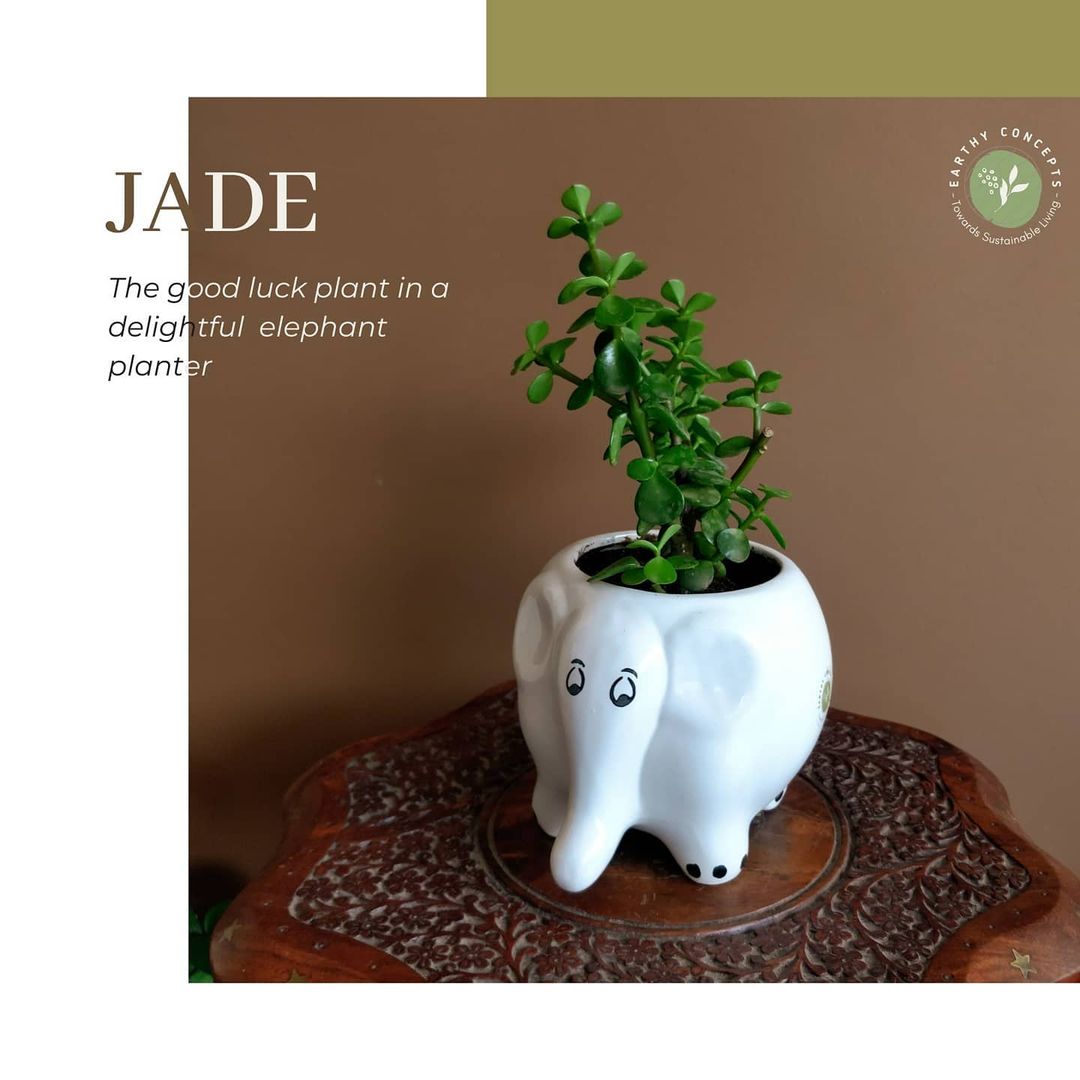 JADE
The good luck plant in a
delightful elephant
planter
EARTHY CONCEPTS
- Towards Sustainable Living -